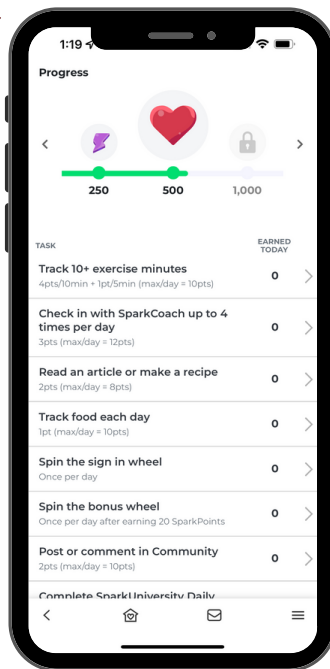 1:19
Progress
250 500 1,000
TASK
EARNED
TODAY
Track 10+ exercise minutes
4pts/10min + 1pt/5min (max/day = 10pts)
0
Check in with SparkCoach up to 4
times per day
3pts (max/day = 12pts)
0
Read an article or make a recipe
2pts (max/day = 8pts)
0
Track food each day
1pt (max/day = 10pts)
0
Spin the sign in wheel
Once per day
0
Spin the bonus wheel
Once per day after earning 20 SparkPoints
0
Post or comment in Community
2pts (max/day = 10pts)
0
Complete SparkUniversity Daily